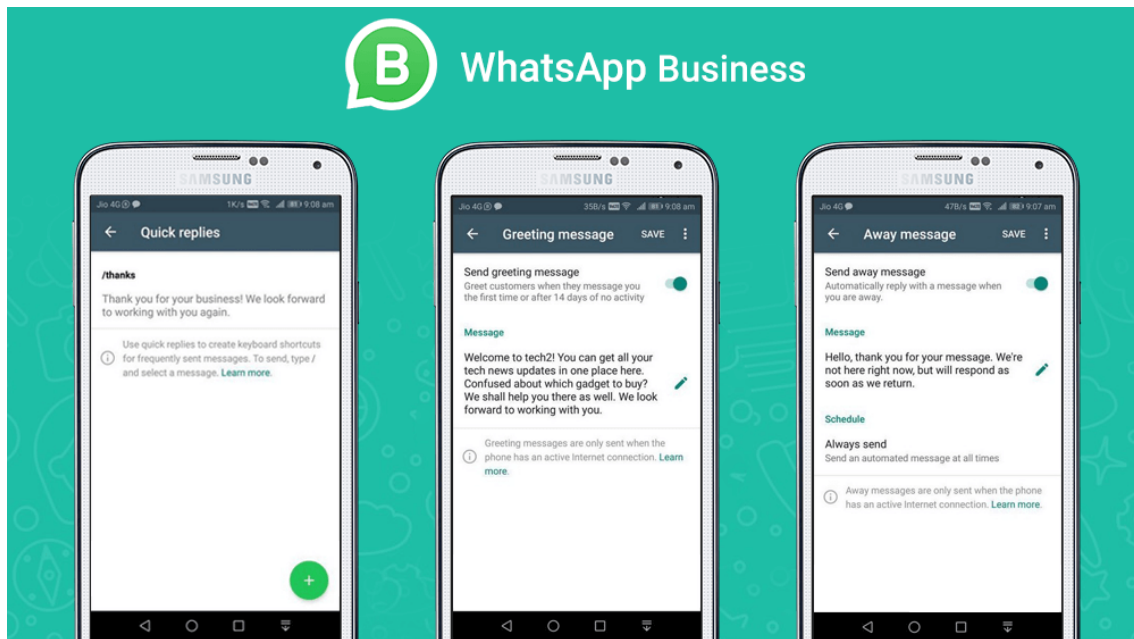 B WhatsApp Business
SAMSUNG
Jio 4G 1K/s 9:08 am
Quick replies
/thanks
Thank you for your business! We look forward
to working with you again.
Use quick replies to create keyboard shortcuts
for frequently sent messages. To send, type /
and select a message. Learn more.
+
SAMSUNG
Jio 4G 35B/s 9:08 am
Greeting message SAVE
Send greeting message
Greet customers when they message you
the first time or after 14 days of no activity
Message
Welcome to tech2! You can get all your
tech news updates in one place here.
Confused about which gadget to buy?
We shall help you there as well. We look
forward to working with you.
Greeting messages are only sent when the
phone has an active Internet connection. Learn
more.
SAMSUNG
Jio 4G 47B/s 9:07 am
Away message SAVE
Send away message
Automatically reply with a message when
you are away.
Message
Hello, thank you for your message. We're
not here right now, but will respond as
soon as we return.
Schedule
Always send
Send an automated message at all times
Away messages are only sent when the phone
has an active Internet connection. Learn more.